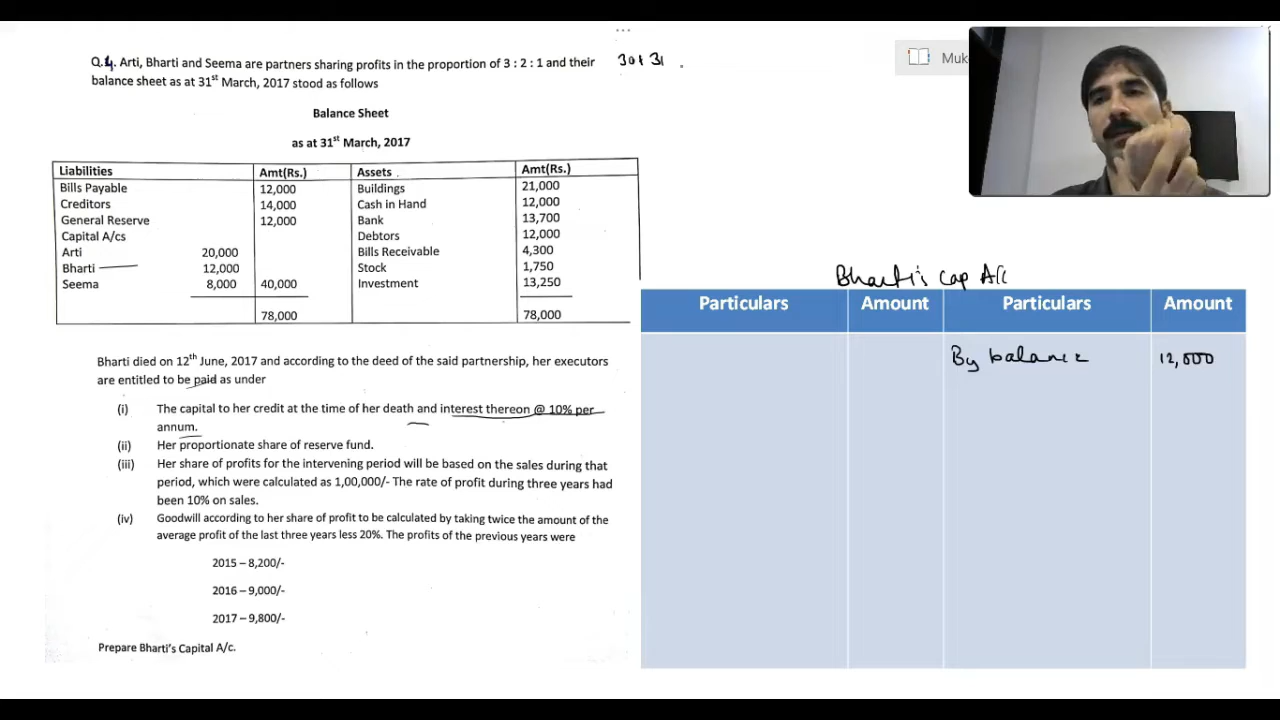 Q.4. Arti, Bharti and Seema are partners sharing profits in the proportion of 3 : 2 : 1 and their
balance sheet as at 31st March, 2017 stood as follows
30+31
Muk
Balance Sheet
as at 31st March, 2017
Liabilities Amt(Rs.) Assets Amt(Rs.)
Bills Payable 12,000 Buildings 21,000
Creditors 14,000 Cash in Hand 12,000
General Reserve 12,000 Bank 13,700
Capital A/cs Debtors 12,000
Arti 20,000 Bills Receivable 4,300
Bharti 12,000 Stock 1,750
Seema 8,000 40,000 Investment 13,250
78,000 78,000
Bharti died on 12th June, 2017 and according to the deed of the said partnership, her executors
are entitled to be paid as under
(i) The capital to her credit at the time of her death and interest thereon @ 10% per
annum.
(ii) Her proportionate share of reserve fund.
(iii) Her share of profits for the intervening period will be based on the sales during that
period, which were calculated as 1,00,000/- The rate of profit during three years had
been 10% on sales.
(iv) Goodwill according to her share of profit to be calculated by taking twice the amount of the
average profit of the last three years less 20%. The profits of the previous years were
2015 – 8,200/-
2016 – 9,000/-
2017 – 9,800/-
Prepare Bharti's Capital A/c.
Bharti's Cap A/c
Particulars Amount Particulars Amount
By balance 12,000